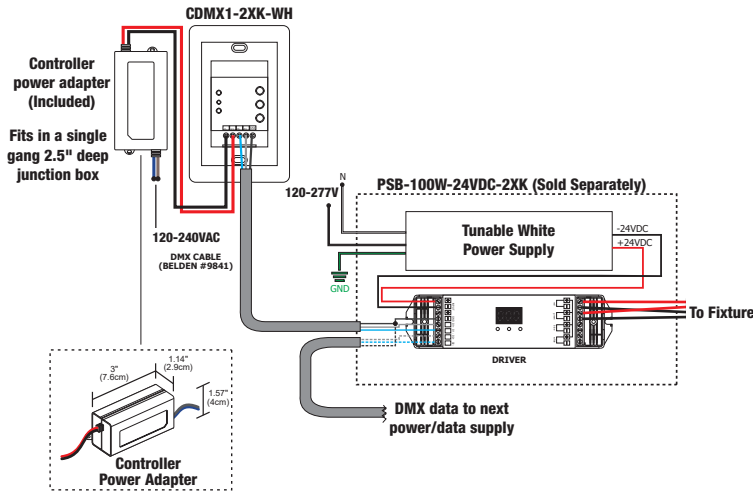 CDMX1-2XK-WH
Controller
power adapter
(Included)
Fits in a single
gang 2.5" deep
junction box
120-240VAC
DMX CABLE
(BELDEN #9841)
N
120-277V
GND
PSB-100W-24VDC-2XK (Sold Separately)
Tunable White
Power Supply
-24VDC
+24VDC
To Fixture
DRIVER
DMX data to next
power/data supply
3"
(7.6cm)
1.14"
(2.9cm)
1.57"
(4cm)
Controller
Power Adapter